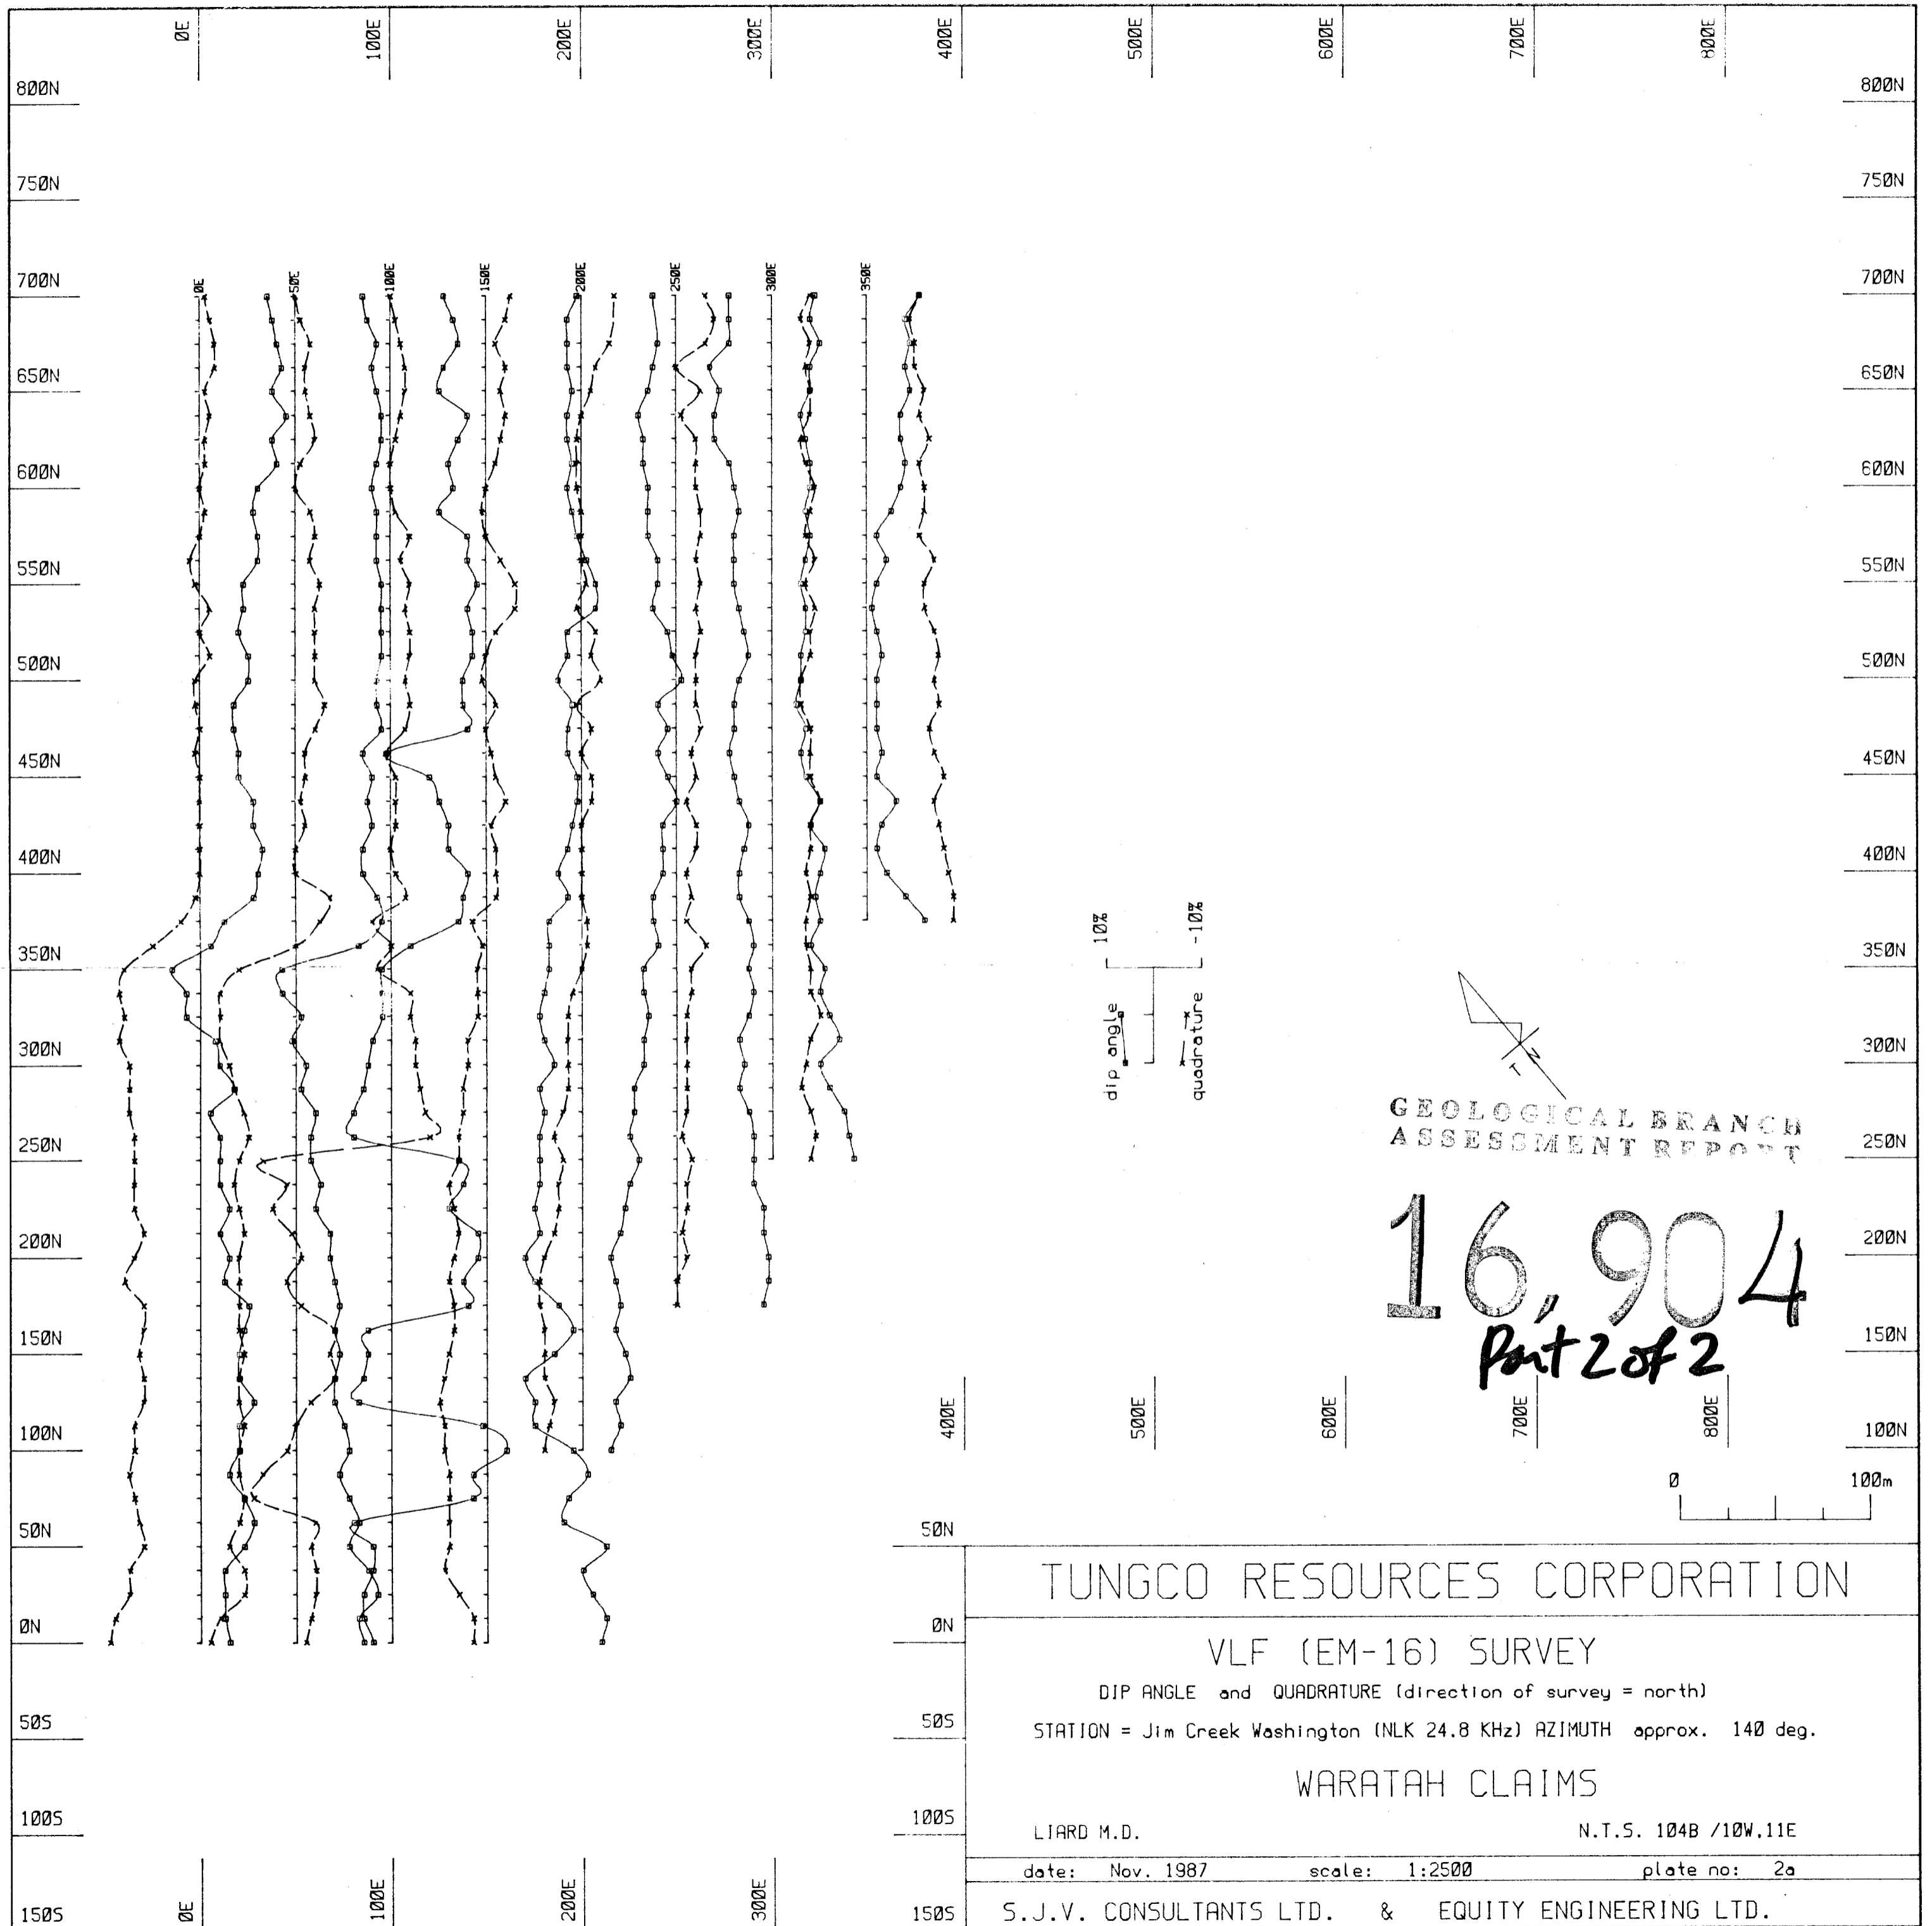 0E 100E 200E 300E 400E 500E 600E 700E 800E
800N 800N
750N 750N
700N 0E 50E 100E 150E 200E 250E 300E 350E 700N
650N 650N
600N 600N
550N 550N
500N 500N
450N 450N
400N 400N
350N 350N
10% -10%
dip angle
quadrature
300N 300N
N
T
GEOLOGICAL BRANCH
ASSESSMENT REPORT
250N 250N
16,904
200N 200N
Part 2 of 2
150N 150N
400E 500E 600E 700E 800E
100N 100N
0 100m
50N 50N
TUNGCO RESOURCES CORPORATION
0N 0N
VLF (EM-16) SURVEY
DIP ANGLE and QUADRATURE (direction of survey = north)
50S 50S
STATION = Jim Creek Washington (NLK 24.8 KHz) AZIMUTH approx. 140 deg.
WARATAH CLAIMS
100S 100S
LIARD M.D. N.T.S. 104B /10W,11E
date: Nov. 1987 scale: 1:2500 plate no: 2a
0E 100E 200E 300E
150S 150S
S.J.V. CONSULTANTS LTD. & EQUITY ENGINEERING LTD.